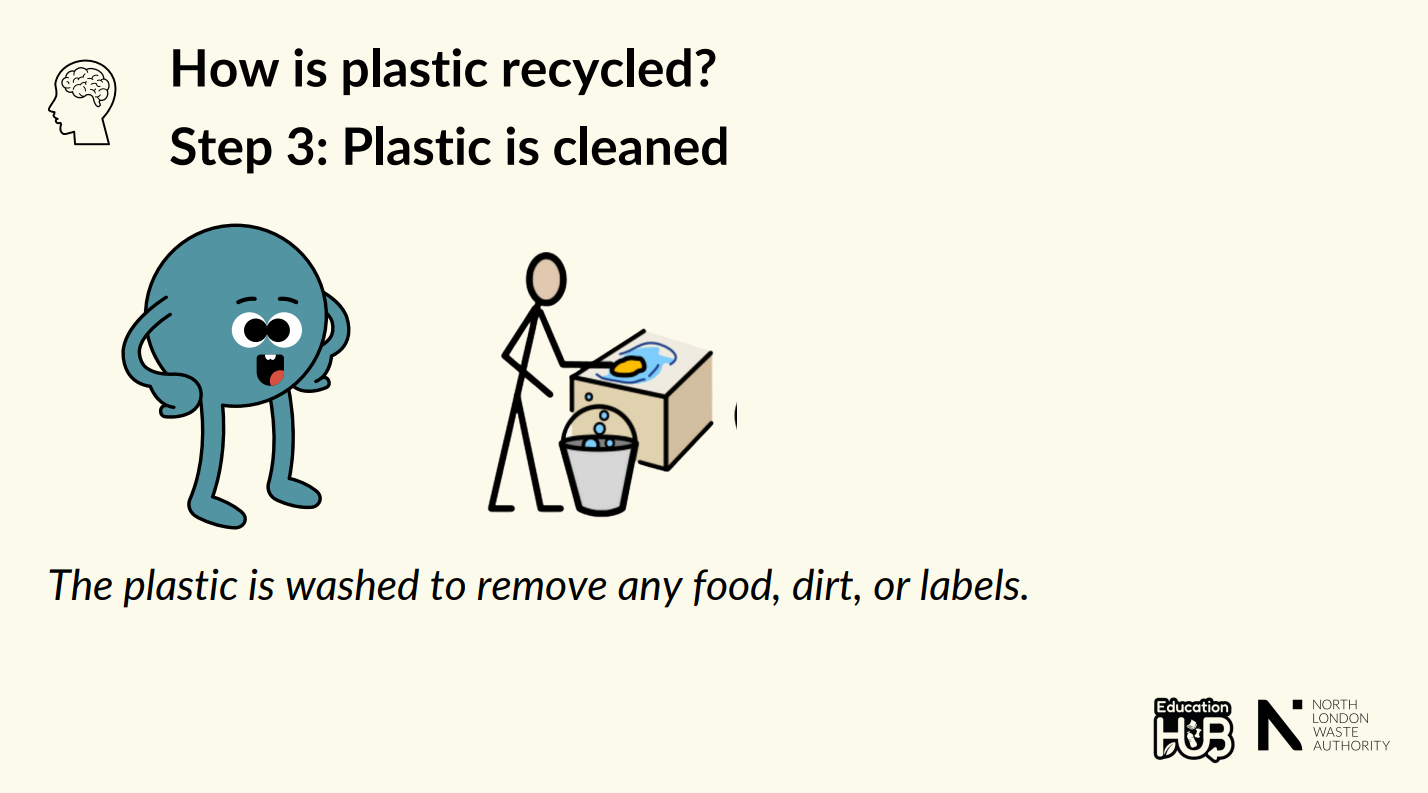 How is plastic recycled?
Step 3: Plastic is cleaned
The plastic is washed to remove any food, dirt, or labels.
Education
HUB
NORTH
LONDON
WASTE
AUTHORITY